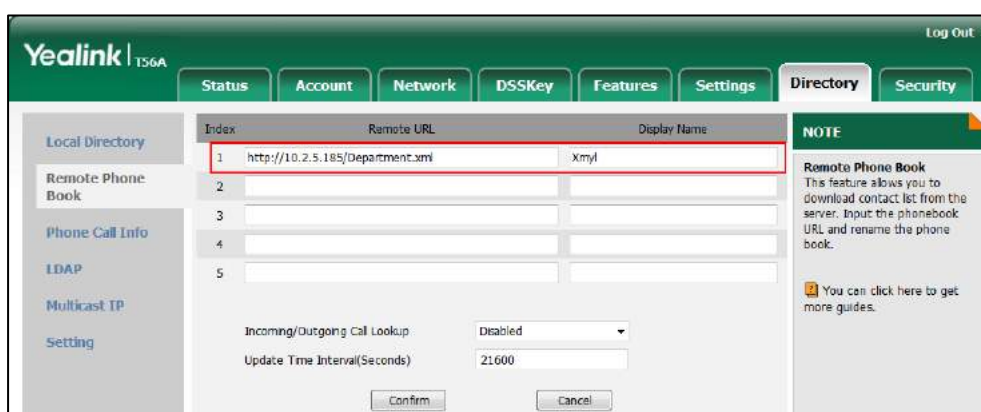 Log Out
Yealink | T56A
Status Account Network DSSKey Features Settings Directory Security
Local Directory
Remote Phone
Book
Phone Call Info
LDAP
Multicast IP
Setting
Index Remote URL Display Name
1 http://10.2.5.185/Department.xml Xmyl
2
3
4
5
Incoming/Outgoing Call Lookup Disabled
Update Time Interval(Seconds) 21600
Confirm Cancel
NOTE
Remote Phone Book
This feature allows you to
download contact list from the
server. Input the phonebook
URL and rename the phone
book.
You can click here to get
more guides.